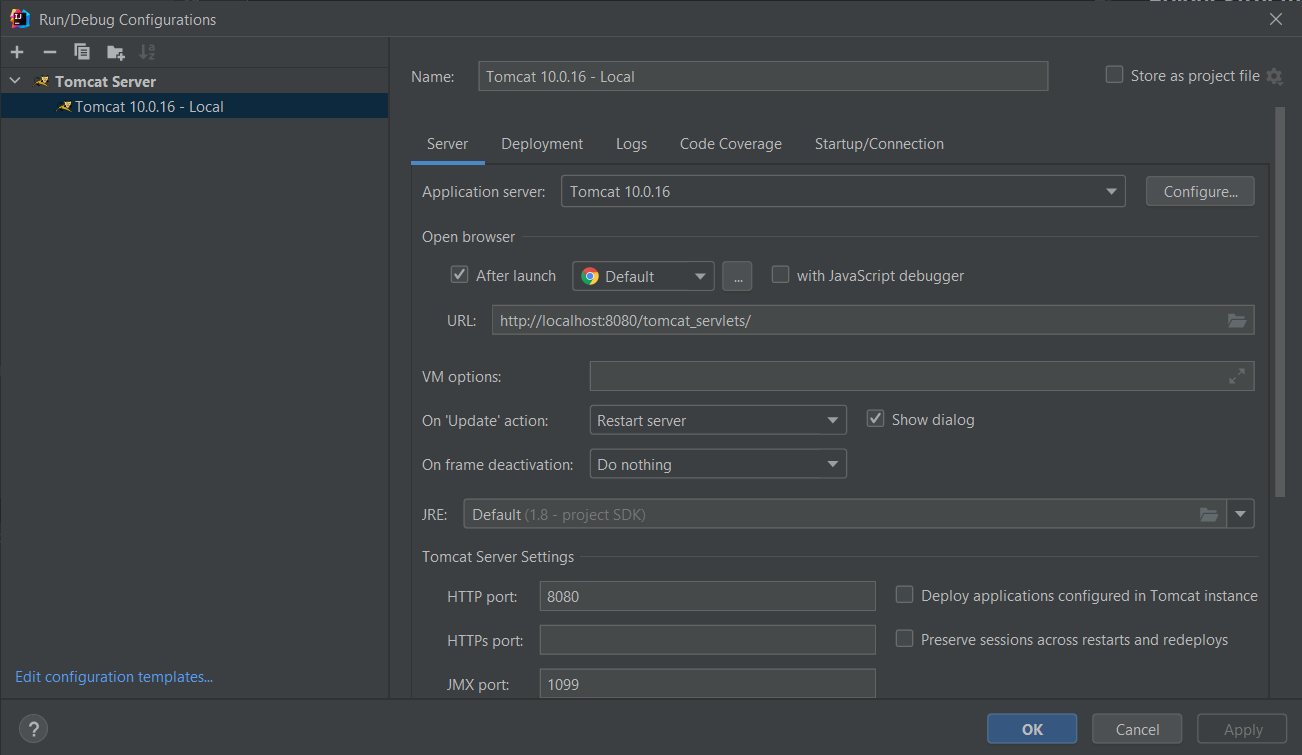 Run/Debug Configurations
Tomcat Server
Tomcat 10.0.16 - Local
Edit configuration templates...
Name: Tomcat 10.0.16 - Local
Store as project file
Server Deployment Logs Code Coverage Startup/Connection
Application server: Tomcat 10.0.16 Configure...
Open browser
After launch Default ... with JavaScript debugger
URL: http://localhost:8080/tomcat_servlets/
VM options:
On 'Update' action: Restart server Show dialog
On frame deactivation: Do nothing
JRE: Default (1.8 - project SDK)
Tomcat Server Settings
HTTP port: 8080 Deploy applications configured in Tomcat instance
HTTPs port: Preserve sessions across restarts and redeploys
JMX port: 1099
? OK Cancel Apply